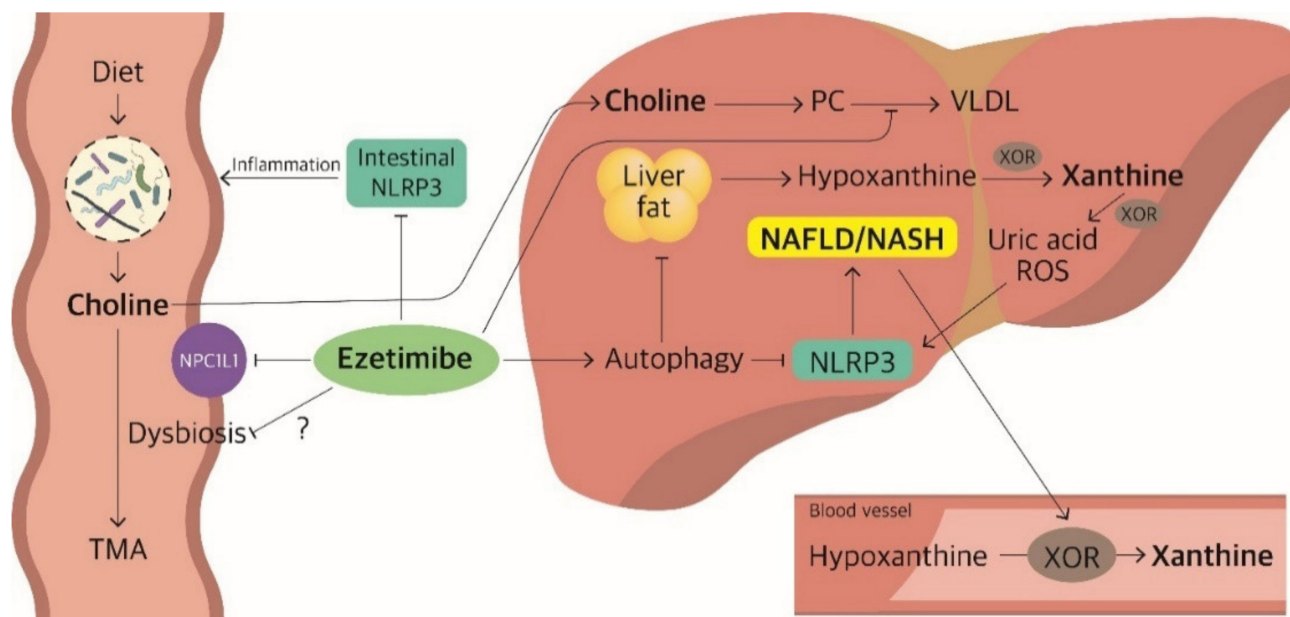 Diet
Choline
NPC1L1
Dysbiosis
TMA
Inflammation
Intestinal
NLRP3
Ezetimibe
?
Choline
PC
VLDL
Liver
fat
Hypoxanthine
XOR
Xanthine
XOR
Uric acid
ROS
NAFLD/NASH
Autophagy
NLRP3
Blood vessel
Hypoxanthine
XOR
Xanthine